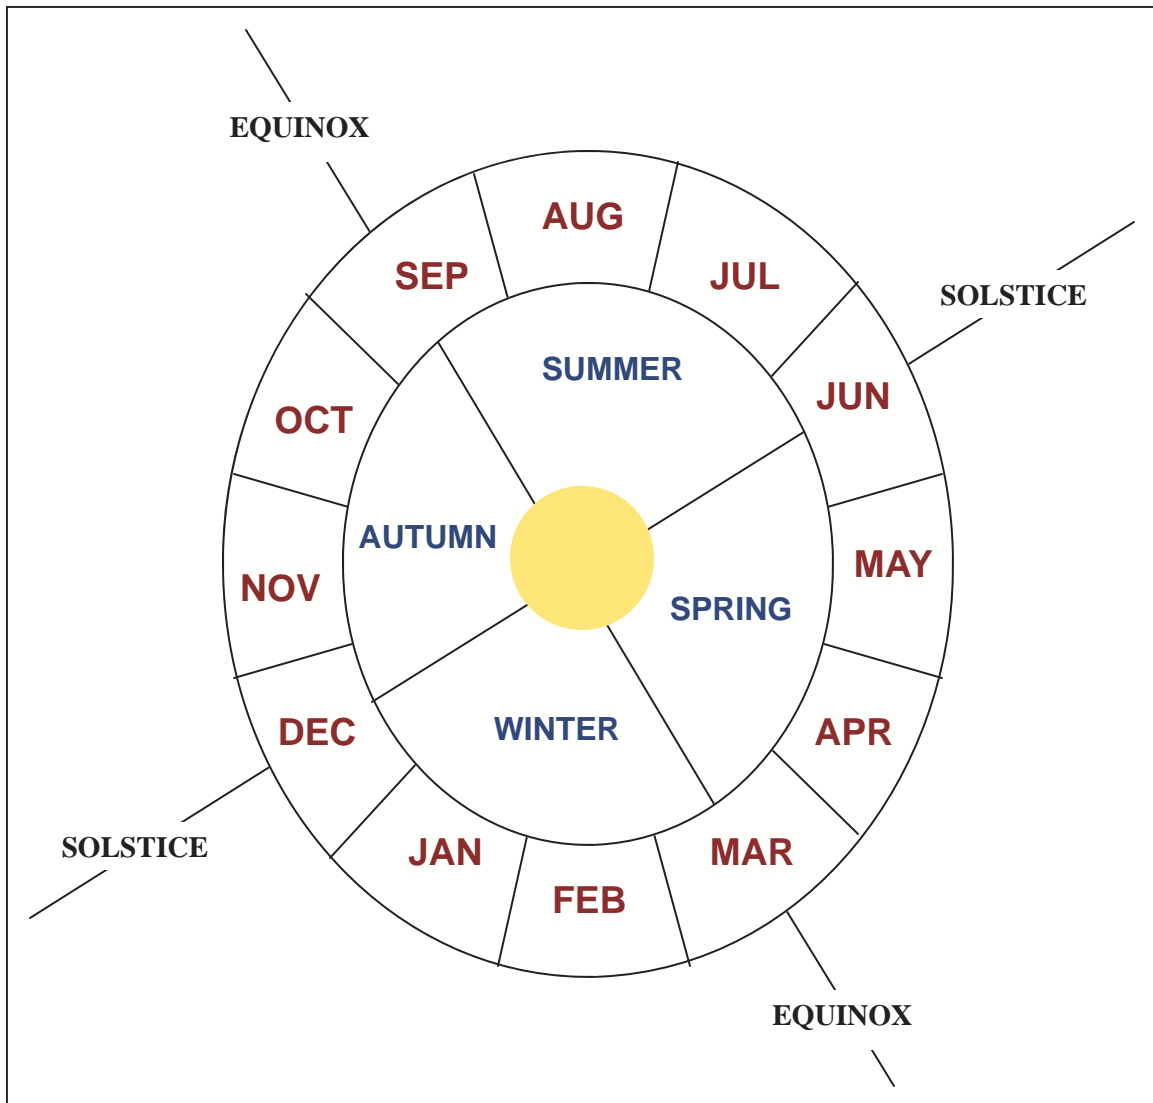 EQUINOX
AUG
SEP
JUL
SOLSTICE
SUMMER
JUN
OCT
AUTUMN
MAY
NOV
SPRING
DEC
WINTER
APR
SOLSTICE
JAN
MAR
FEB
EQUINOX